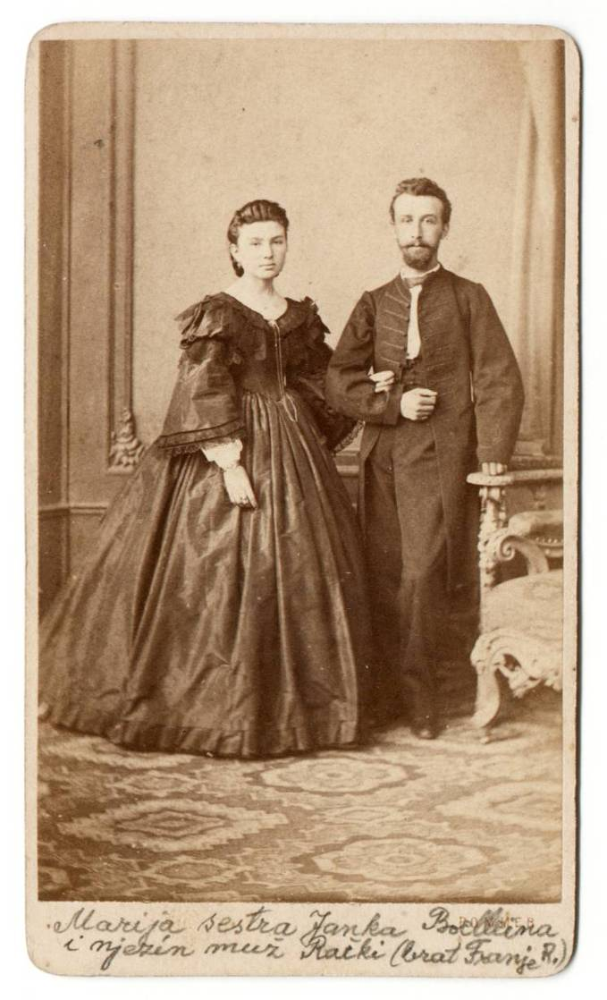 Marija sestra Janka
i njezin muž Rački (brat Franje R.)